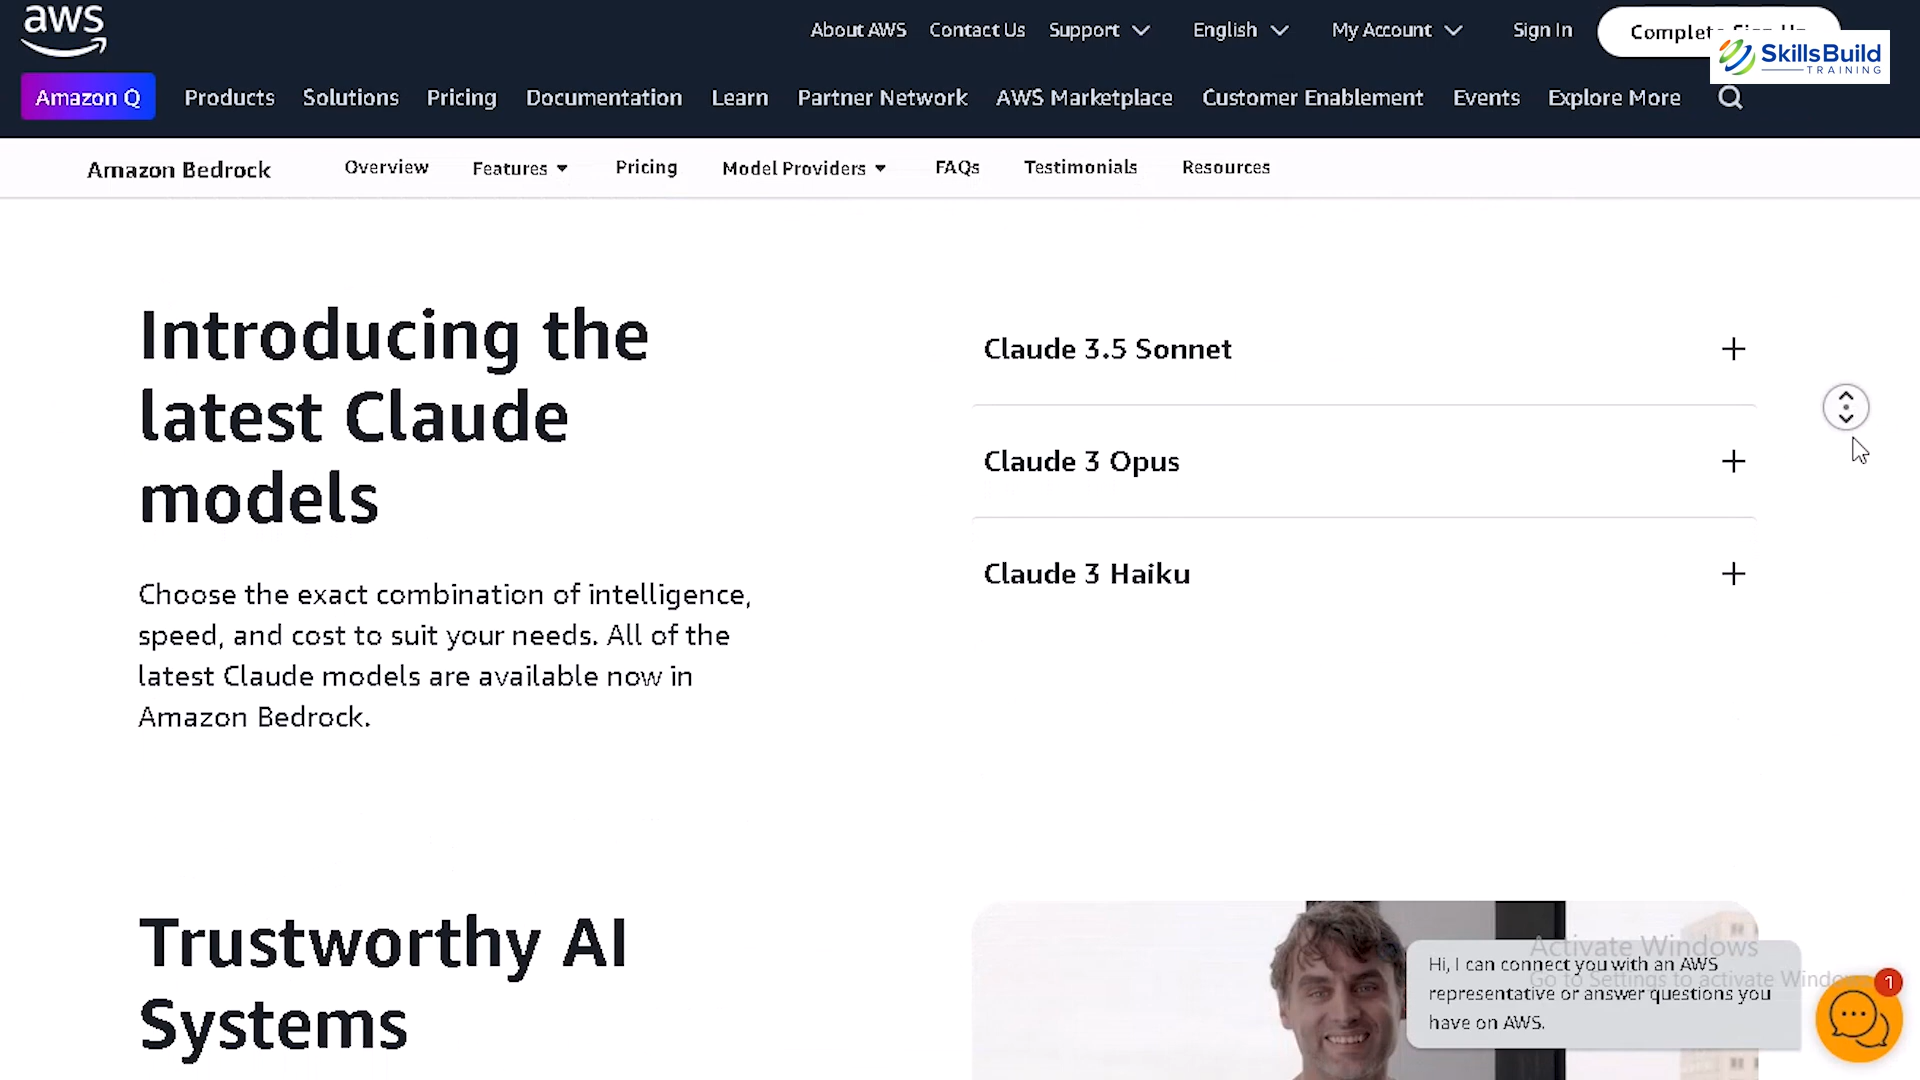 aws
About AWS Contact Us Support English My Account Sign In
SkillsBuild
TRAINING
Amazon Q Products Solutions Pricing Documentation Learn Partner Network AWS Marketplace Customer Enablement Events Explore More
Amazon Bedrock Overview Features Pricing Model Providers FAQs Testimonials Resources
Introducing the
latest Claude
models
Choose the exact combination of intelligence,
speed, and cost to suit your needs. All of the
latest Claude models are available now in
Amazon Bedrock.
Claude 3.5 Sonnet
Claude 3 Opus
Claude 3 Haiku
Trustworthy AI
Systems
Activate Windows
Go to Settings to activate
Hi, I can connect you with an AWS
representative or answer questions you
have on AWS.
1